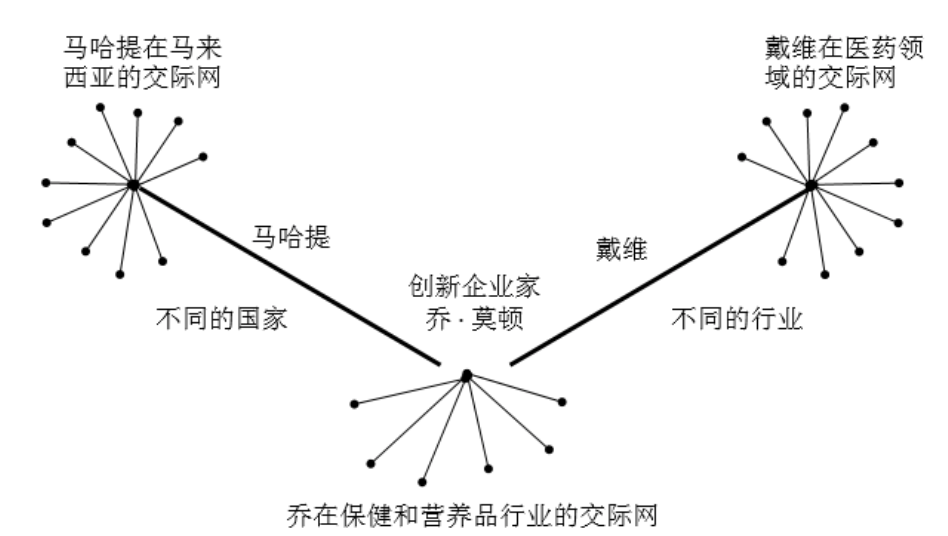 马哈提在马来
西亚的交际网
戴维在医药领
域的交际网
马哈提
戴维
创新企业家
乔·莫顿
不同的国家
不同的行业
乔在保健和营养品行业的交际网